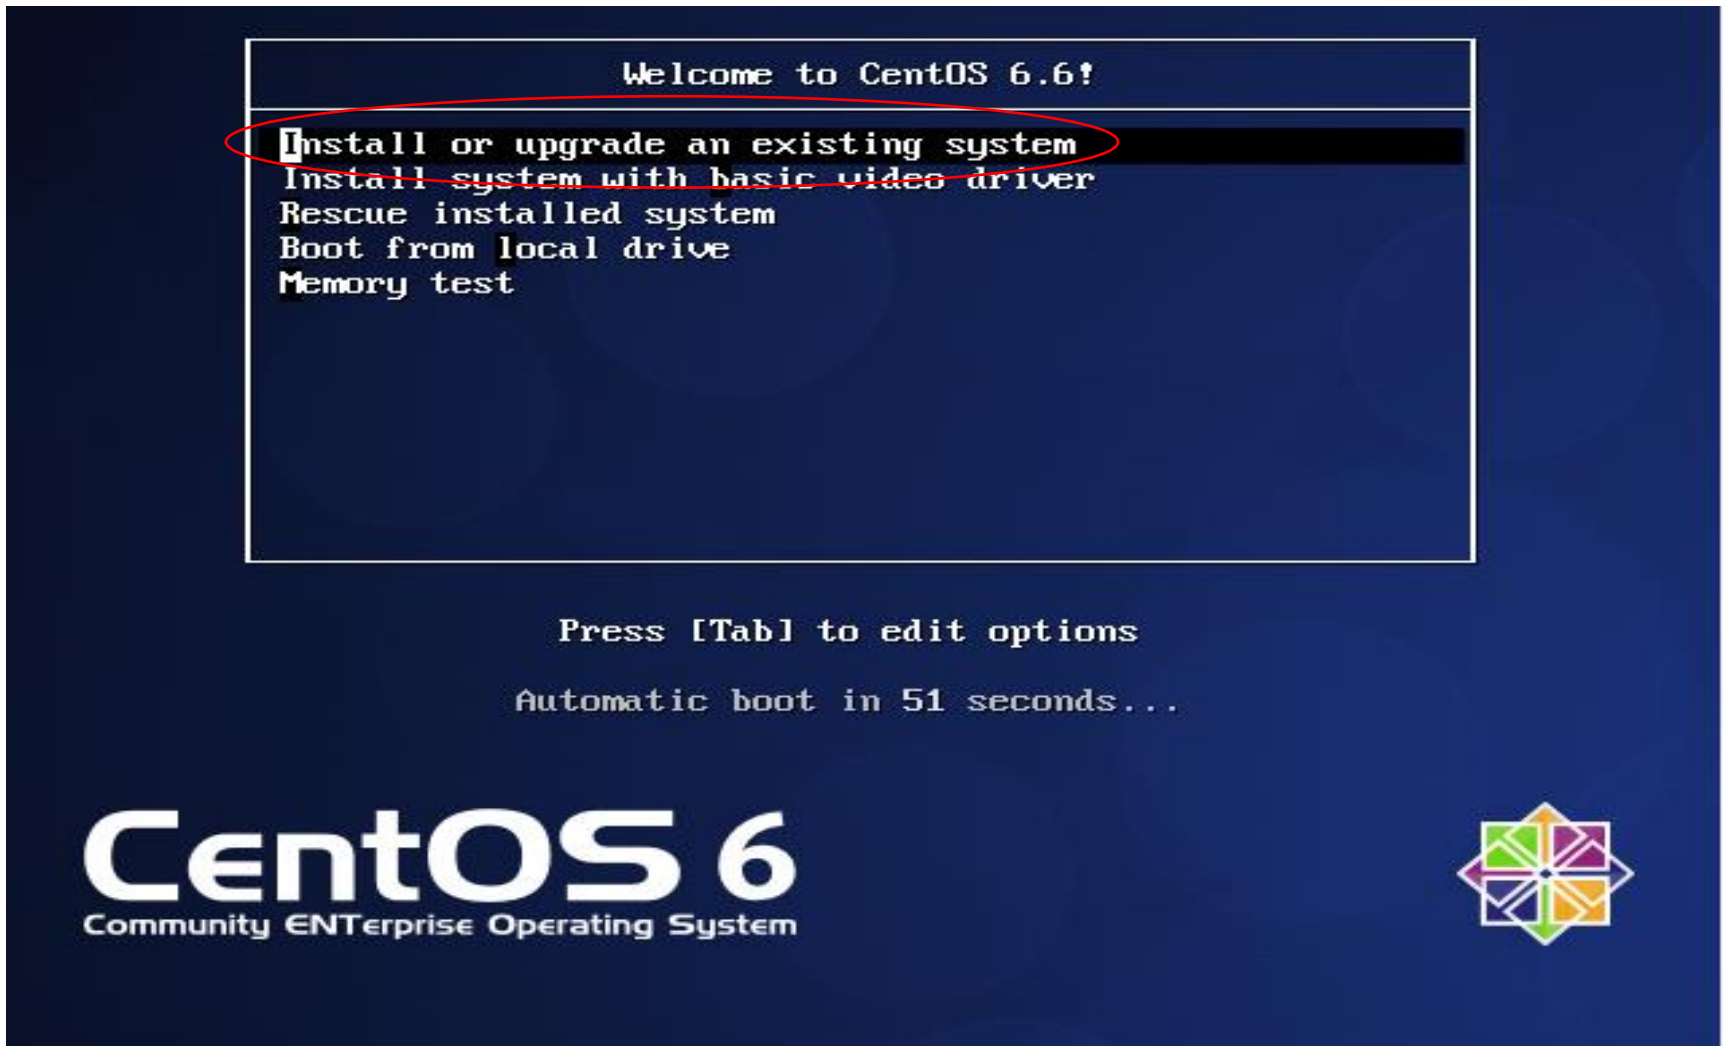 Welcome to CentOS 6.6!
Install or upgrade an existing system
Install system with basic video driver
Rescue installed system
Boot from local drive
Memory test
Press [Tab] to edit options
Automatic boot in 51 seconds...
CentOS 6
Community ENTerprise Operating System